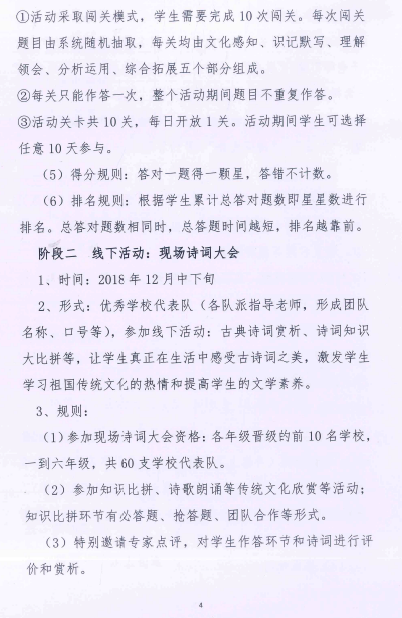 ①活动采取闯关模式，学生需要完成 10 次闯关。每次闯关
题目由系统随机抽取，每关均由文化感知、识记默写、理解
领会、分析运用、综合拓展五个部分组成。
②每关只能作答一次，整个活动期间题目不重复作答。
③活动关卡共 10 关，每日开放 1 关。活动期间学生可选择
任意 10 天参与。
（5）得分规则：答对一题得一颗星，答错不计数。
（6）排名规则：根据学生累计总答对题数即星星数进行
排名。总答对题数相同时，总答题时间越短，排名越靠前。
阶段二 线下活动：现场诗词大会
1、时间：2018 年 12 月中下旬
2、形式：优秀学校代表队（各队派指导老师，形成团队
名称、口号等），参加线下活动：古典诗词赏析、诗词知识
大比拼等，让学生真正在生活中感受古诗词之美，激发学生
学习祖国传统文化的热情和提高学生的文学素养。
3、规则：
（1）参加现场诗词大会资格：各年级晋级的前 10 名学校，
一到六年级，共 60 支学校代表队。
（2）参加知识比拼、诗歌朗诵等传统文化欣赏等活动；
知识比拼环节有必答题、抢答题、团队合作等形式。
（3）特别邀请专家点评，对学生作答环节和诗词进行评
价和赏析。
4